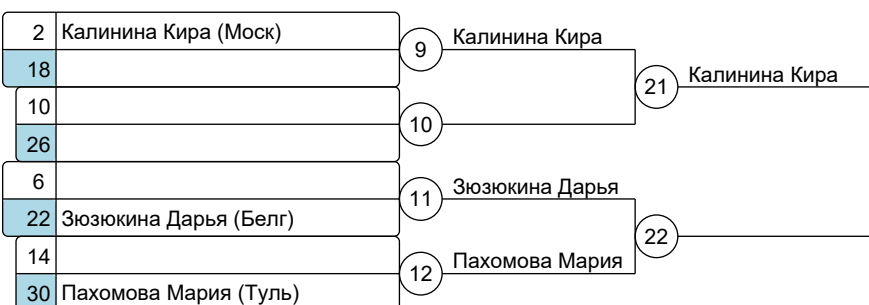 2 Калинина Кира (Моск)
9 Калинина Кира
18
21 Калинина Кира
10
10
26
6
11 Зюзюкина Дарья
22 Зюзюкина Дарья (Белг)
22
14
12 Пахомова Мария
30 Пахомова Мария (Туль)